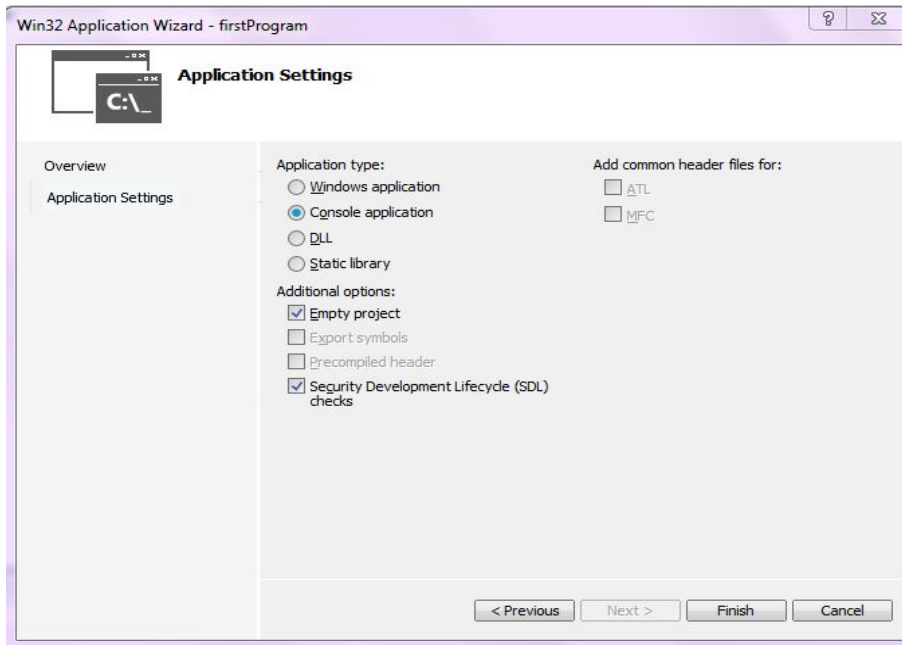 Win32 Application Wizard - firstProgram
?
C:\_
Application Settings
Overview
Application Settings
Application type:
Windows application
Console application
DLL
Static library
Additional options:
Empty project
Export symbols
Precompiled header
Security Development Lifecycle (SDL)
checks
Add common header files for:
ATL
MFC
< Previous
Next >
Finish
Cancel